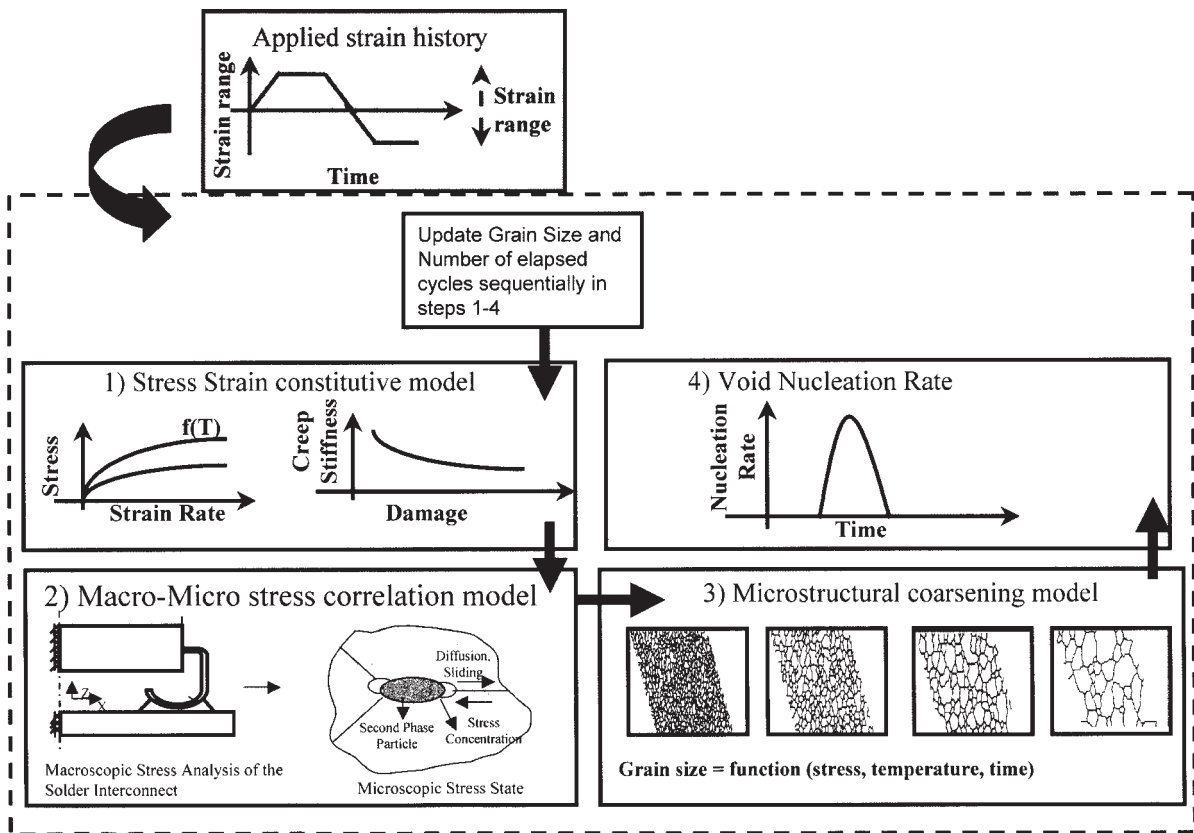 Applied strain history
Strain range
Time
Strain
range
Update Grain Size and
Number of elapsed
cycles sequentially in
steps 1-4
1) Stress Strain constitutive model
Stress
f(T)
Strain Rate
Creep
Stiffness
Damage
4) Void Nucleation Rate
Nucleation
Rate
Time
2) Macro-Micro stress correlation model
Z
X
Macroscopic Stress Analysis of the
Solder Interconnect
Diffusion,
Sliding
Second Phase
Particle
Stress
Concentration
Microscopic Stress State
3) Microstructural coarsening model
Grain size = function (stress, temperature, time)